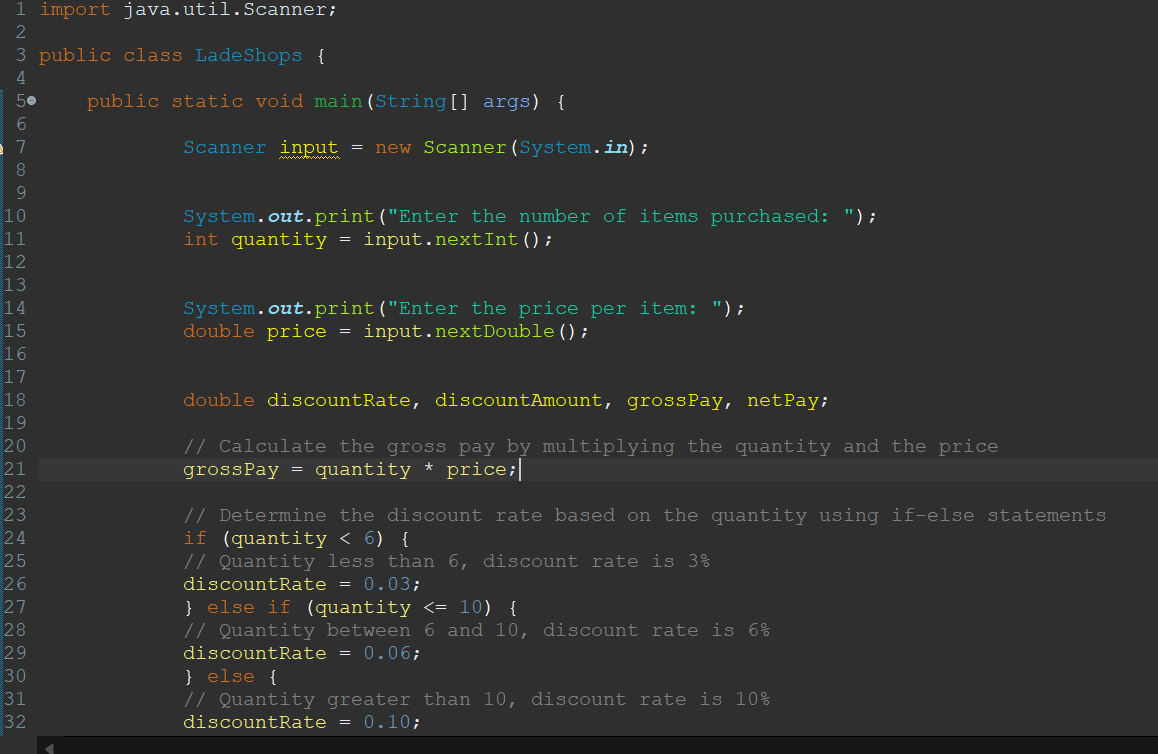 1 import java.util.Scanner;
2
3 public class LadeShops {
4
5 public static void main(String[] args) {
6
7 Scanner input = new Scanner(System.in);
8
9
10 System.out.print("Enter the number of items purchased: ");
11 int quantity = input.nextInt();
12
13
14 System.out.print("Enter the price per item: ");
15 double price = input.nextDouble();
16
17
18 double discountRate, discountAmount, grossPay, netPay;
19
20 // Calculate the gross pay by multiplying the quantity and the price
21 grossPay = quantity * price;
22
23 // Determine the discount rate based on the quantity using if-else statements
24 if (quantity < 6) {
25 // Quantity less than 6, discount rate is 3%
26 discountRate = 0.03;
27 } else if (quantity <= 10) {
28 // Quantity between 6 and 10, discount rate is 6%
29 discountRate = 0.06;
30 } else {
31 // Quantity greater than 10, discount rate is 10%
32 discountRate = 0.10;